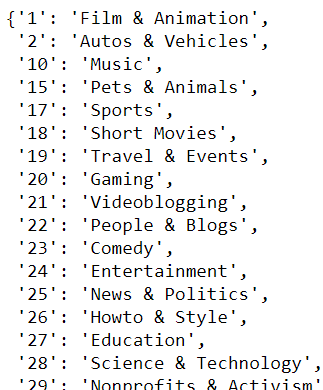 {'1': 'Film & Animation',
'2': 'Autos & Vehicles',
'10': 'Music',
'15': 'Pets & Animals',
'17': 'Sports',
'18': 'Short Movies',
'19': 'Travel & Events',
'20': 'Gaming',
'21': 'Videoblogging',
'22': 'People & Blogs',
'23': 'Comedy',
'24': 'Entertainment',
'25': 'News & Politics',
'26': 'Howto & Style',
'27': 'Education',
'28': 'Science & Technology',
'29': 'Nonprofits & Activism